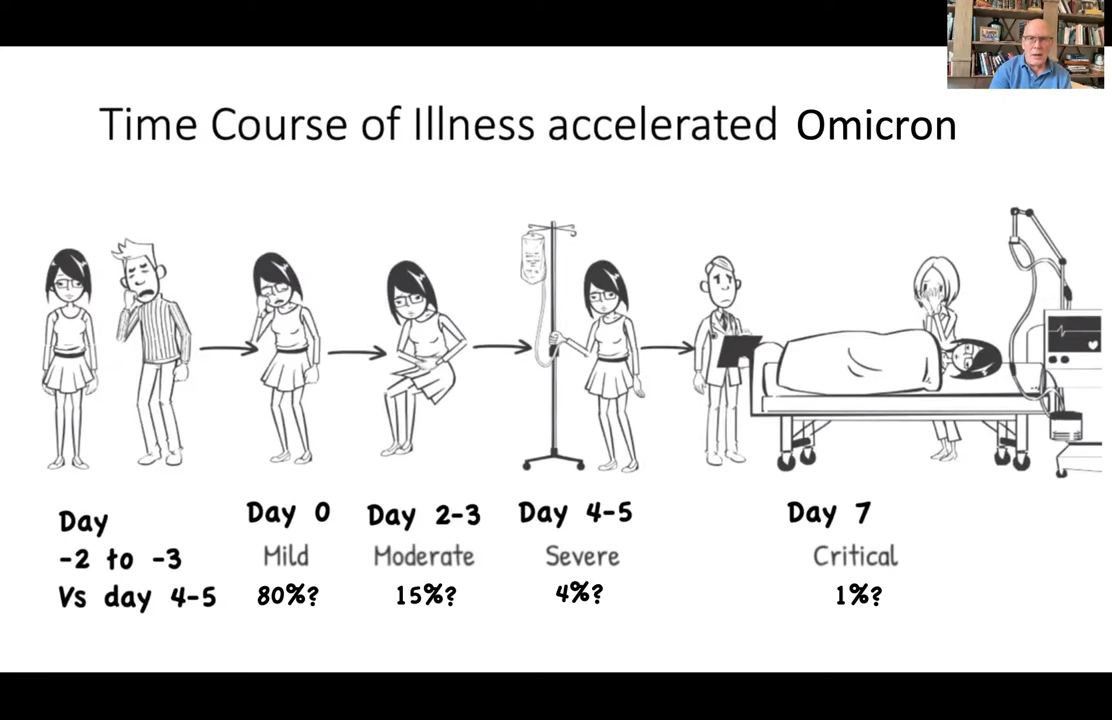 Time Course of Illness accelerated Omicron
Day
-2 to -3
Vs day 4-5
Day 0
Mild
80%?
Day 2-3
Moderate
15%?
Day 4-5
Severe
4%?
Day 7
Critical
1%?